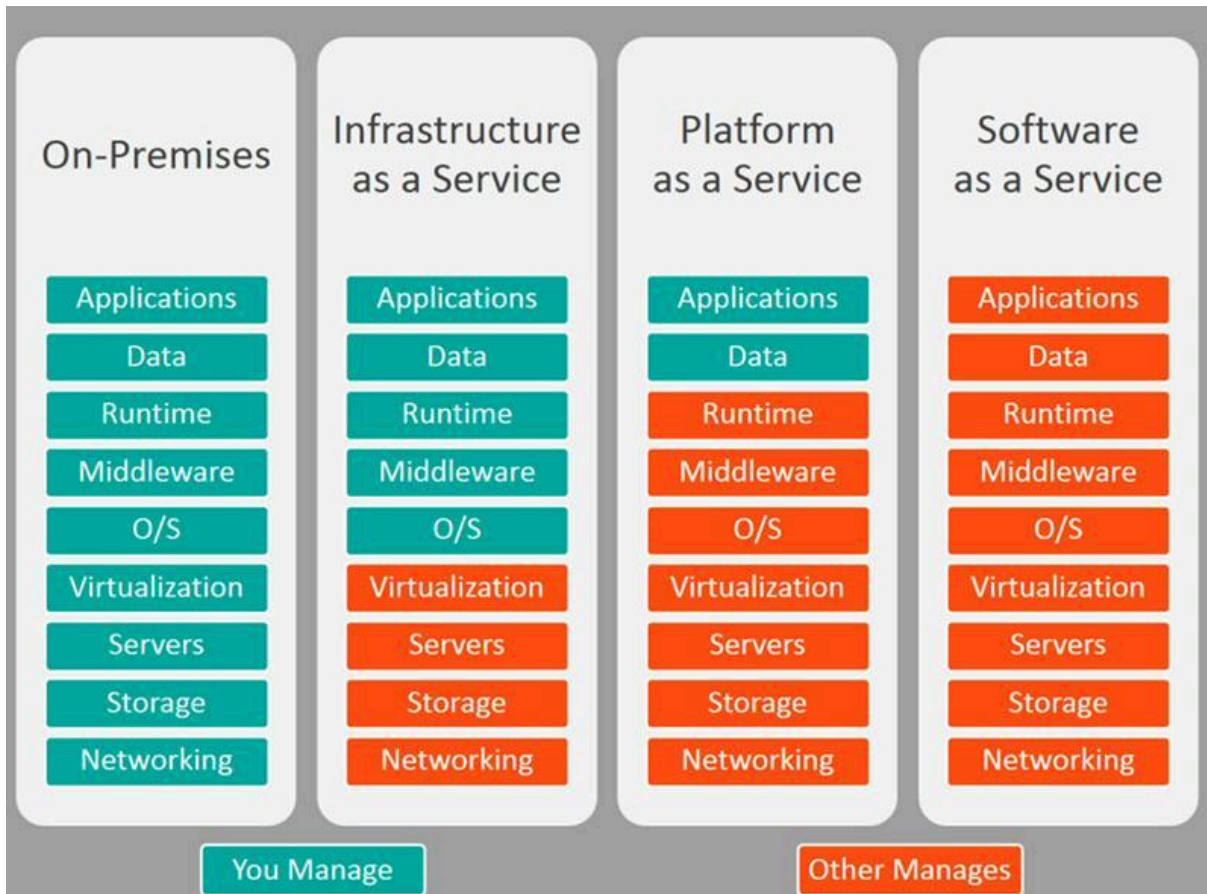 On-Premises
Applications
Data
Runtime
Middleware
O/S
Virtualization
Servers
Storage
Networking
Infrastructure
as a Service
Applications
Data
Runtime
Middleware
O/S
Virtualization
Servers
Storage
Networking
Platform
as a Service
Applications
Data
Runtime
Middleware
O/S
Virtualization
Servers
Storage
Networking
Software
as a Service
Applications
Data
Runtime
Middleware
O/S
Virtualization
Servers
Storage
Networking
You Manage
Other Manages